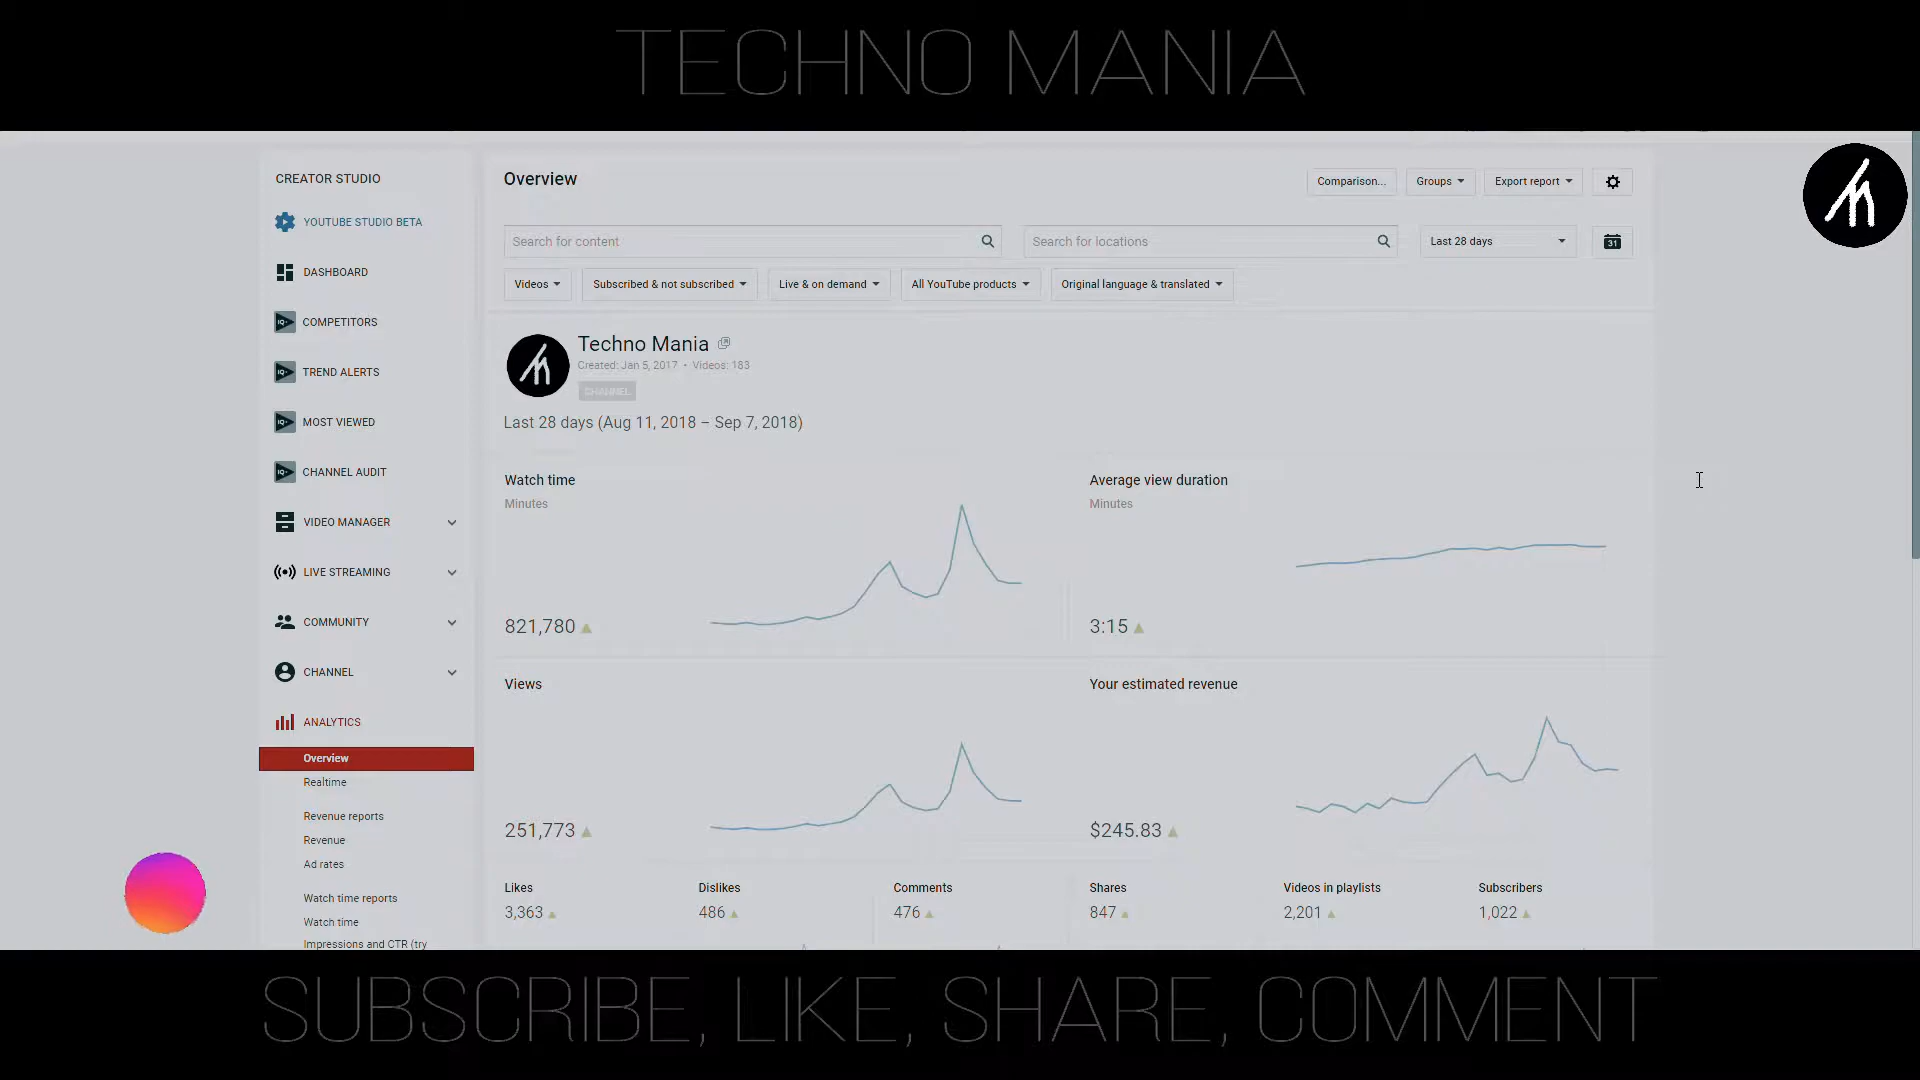 TECHNO MANIA
CREATOR STUDIO
YOUTUBE STUDIO BETA
DASHBOARD
COMPETITORS
TREND ALERTS
MOST VIEWED
CHANNEL AUDIT
VIDEO MANAGER
LIVE STREAMING
COMMUNITY
CHANNEL
ANALYTICS
Overview
Realtime
Revenue reports
Revenue
Ad rates
Watch time reports
Watch time
Impressions and CTR (try
Overview
Comparison... Groups Export report
Search for content Search for locations Last 28 days 31
Videos Subscribed & not subscribed Live & on demand All YouTube products Original language & translated
Techno Mania
Created: Jan 5, 2017 • Videos: 183
CHANNEL
Last 28 days (Aug 11, 2018 – Sep 7, 2018)
Watch time
Minutes
821,780
Average view duration
Minutes
3:15
Views
251,773
Your estimated revenue
$245.83
Likes Dislikes Comments Shares Videos in playlists Subscribers
3,363 486 476 847 2,201 1,022
SUBSCRIBE, LIKE, SHARE, COMMENT